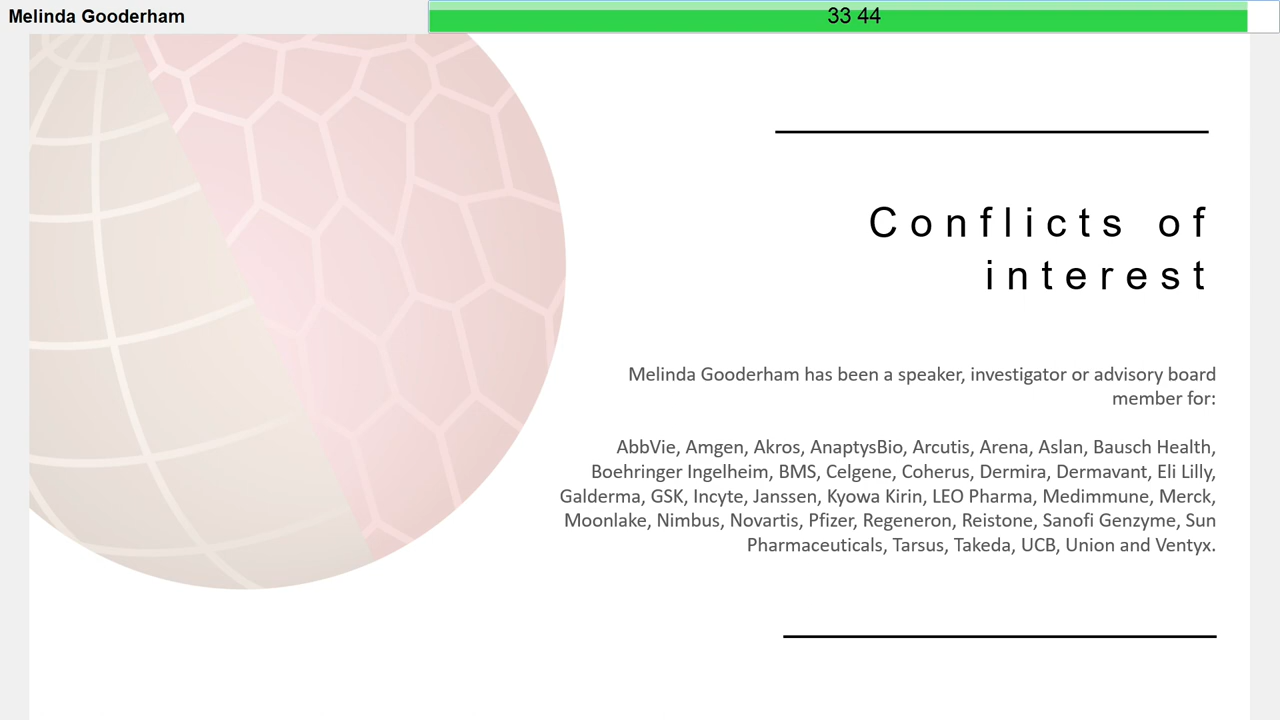 Melinda Gooderham
33 44
Conflicts of
interest
Melinda Gooderham has been a speaker, investigator or advisory board
member for:
AbbVie, Amgen, Akros, AnaptysBio, Arcutis, Arena, Aslan, Bausch Health,
Boehringer Ingelheim, BMS, Celgene, Coherus, Dermira, Dermavant, Eli Lilly,
Galderma, GSK, Incyte, Janssen, Kyowa Kirin, LEO Pharma, Medimmune, Merck,
Moonlake, Nimbus, Novartis, Pfizer, Regeneron, Reistone, Sanofi Genzyme, Sun
Pharmaceuticals, Tarsus, Takeda, UCB, Union and Ventyx.